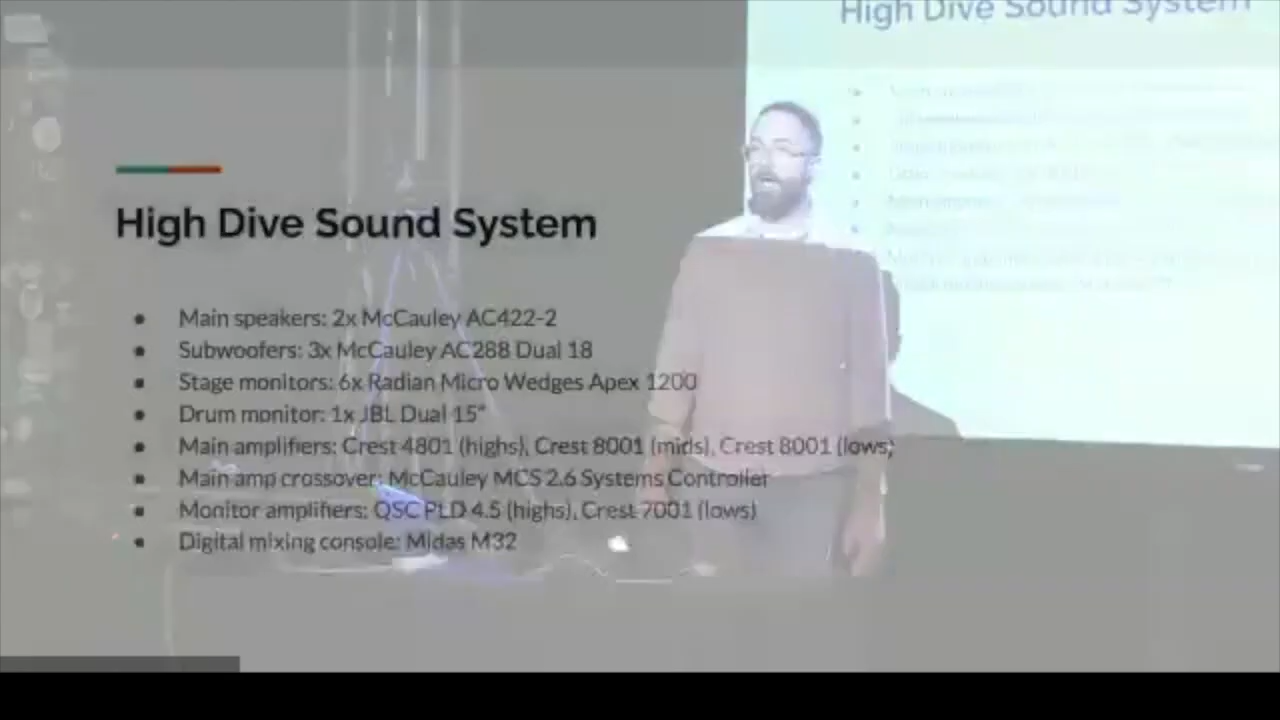 High Dive Sound System
High Dive Sound System
• Main speakers: 2x McCauley AC422-2
• Subwoofers: 3x McCauley AC288 Dual 18
• Stage monitors: 6x Radian Micro Wedges Apex 1200
• Drum monitor: 1x JBL Dual 15"
• Main amplifiers: Crest 4801 (highs), Crest 8001 (mids), Crest 8001 (lows)
• Main amp crossover: McCauley MCS 2.6 Systems Controller
• Monitor amplifiers: QSC PLD 4.5 (highs), Crest 7001 (lows)
• Digital mixing console: Midas M32